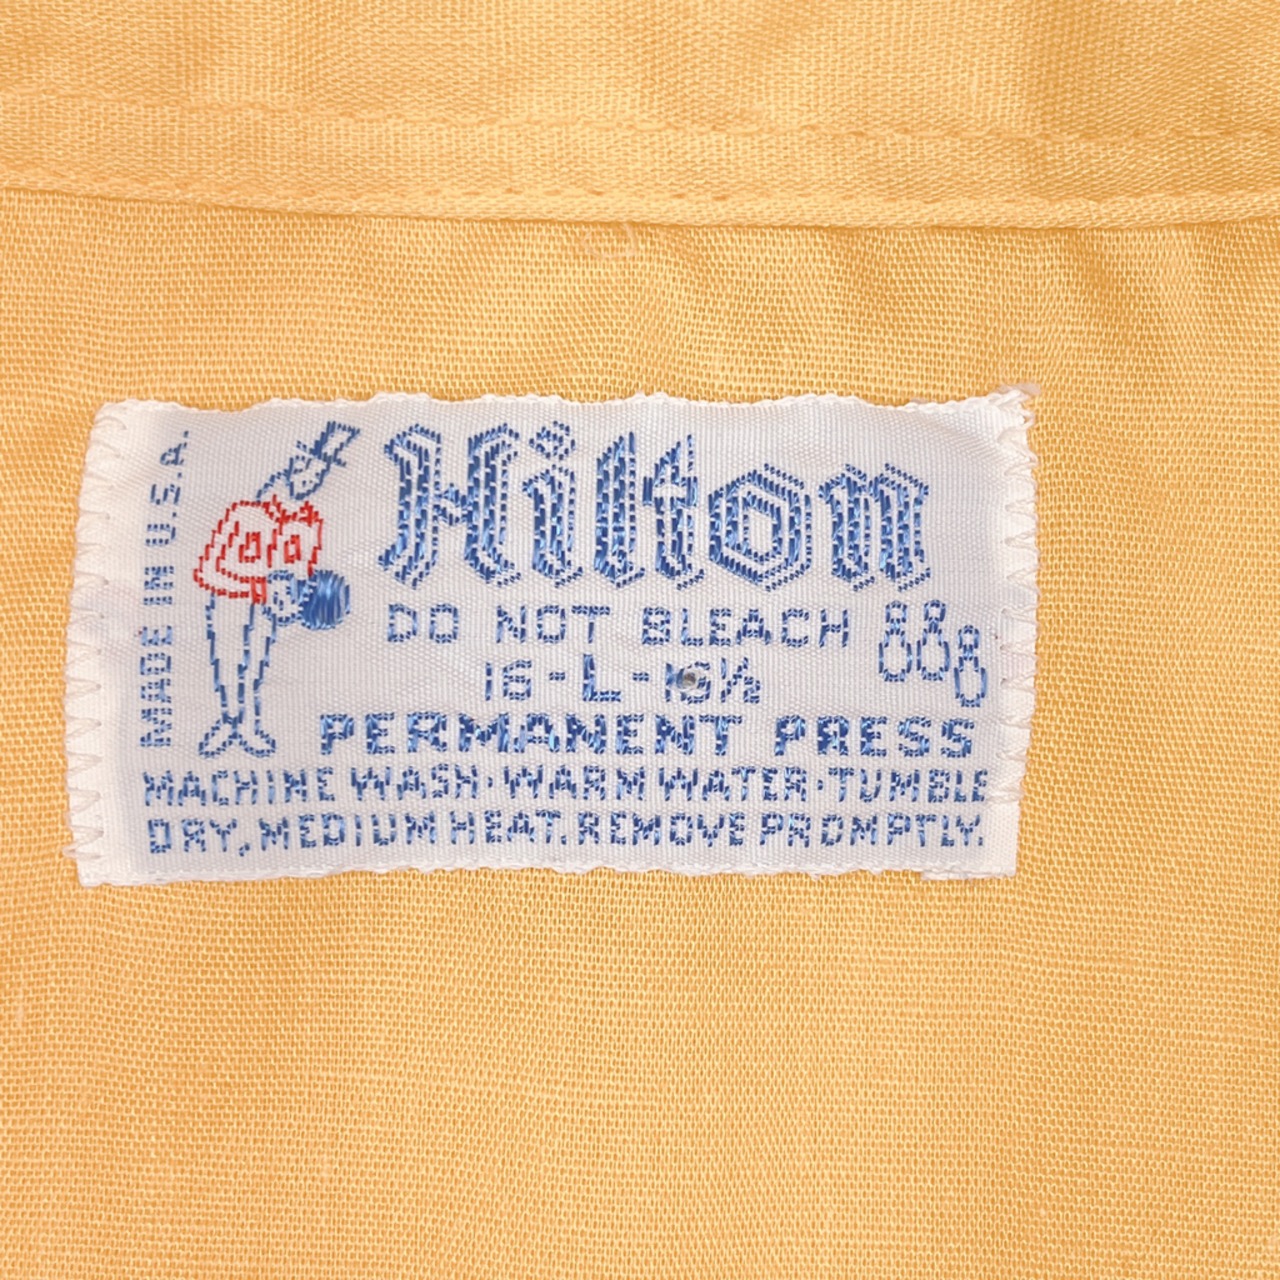 MADE IN U.S.A.
Hilton
DO NOT BLEACH
16-L-16½
PERMANENT PRESS
MACHINE WASH·WARM WATER·TUMBLE
DRY, MEDIUM HEAT. REMOVE PROMPTLY.